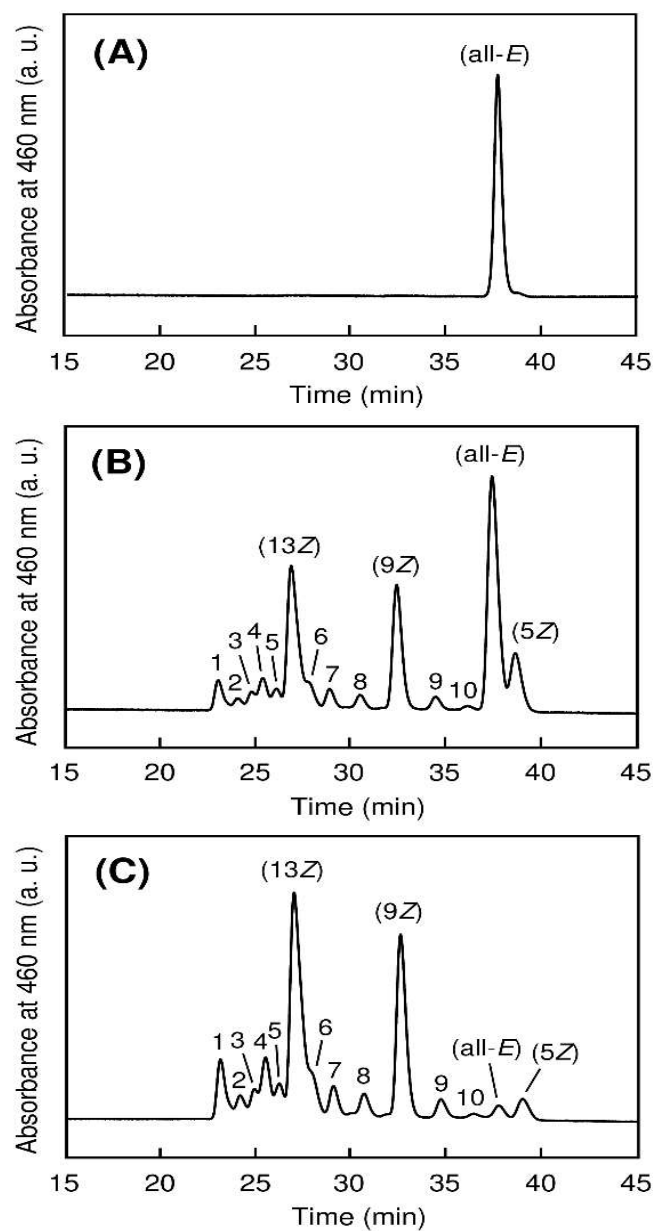 (A)
(all-E)
Absorbance at 460 nm (a. u.)
15 20 25 30 35 40 45
Time (min)
(B)
(all-E)
(13Z)
(9Z)
(5Z)
1 2 3 4 5 6 7 8 9 10
Absorbance at 460 nm (a. u.)
15 20 25 30 35 40 45
Time (min)
(C)
(13Z)
(9Z)
(all-E)
(5Z)
1 2 3 4 5 6 7 8 9 10
Absorbance at 460 nm (a. u.)
15 20 25 30 35 40 45
Time (min)